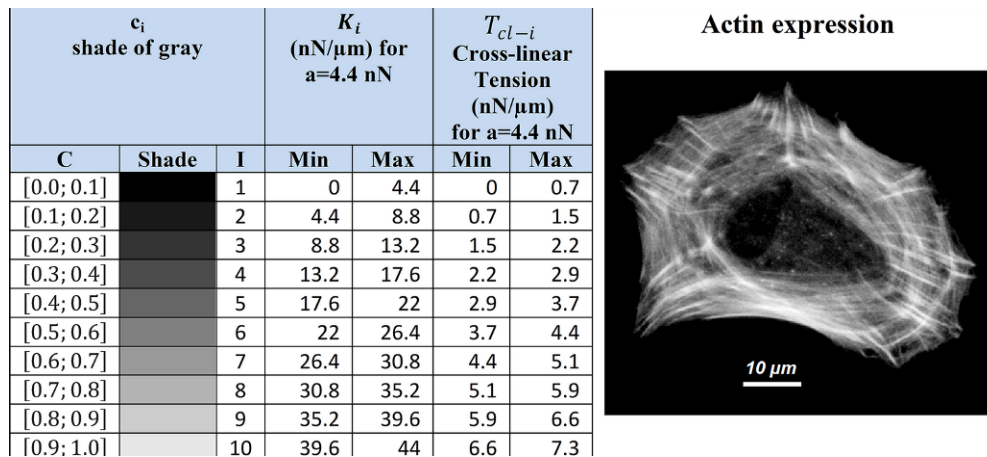 c_i
shade of gray
K_i
(nN/µm) for
a=4.4 nN
T_{cl-i}
Cross-linear
Tension
(nN/µm)
for a=4.4 nN
C Shade I Min Max Min Max
[0.0; 0.1] 1 0 4.4 0 0.7
[0.1; 0.2] 2 4.4 8.8 0.7 1.5
[0.2; 0.3] 3 8.8 13.2 1.5 2.2
[0.3; 0.4] 4 13.2 17.6 2.2 2.9
[0.4; 0.5] 5 17.6 22 2.9 3.7
[0.5; 0.6] 6 22 26.4 3.7 4.4
[0.6; 0.7] 7 26.4 30.8 4.4 5.1
[0.7; 0.8] 8 30.8 35.2 5.1 5.9
[0.8; 0.9] 9 35.2 39.6 5.9 6.6
[0.9; 1.0] 10 39.6 44 6.6 7.3
Actin expression
10 µm